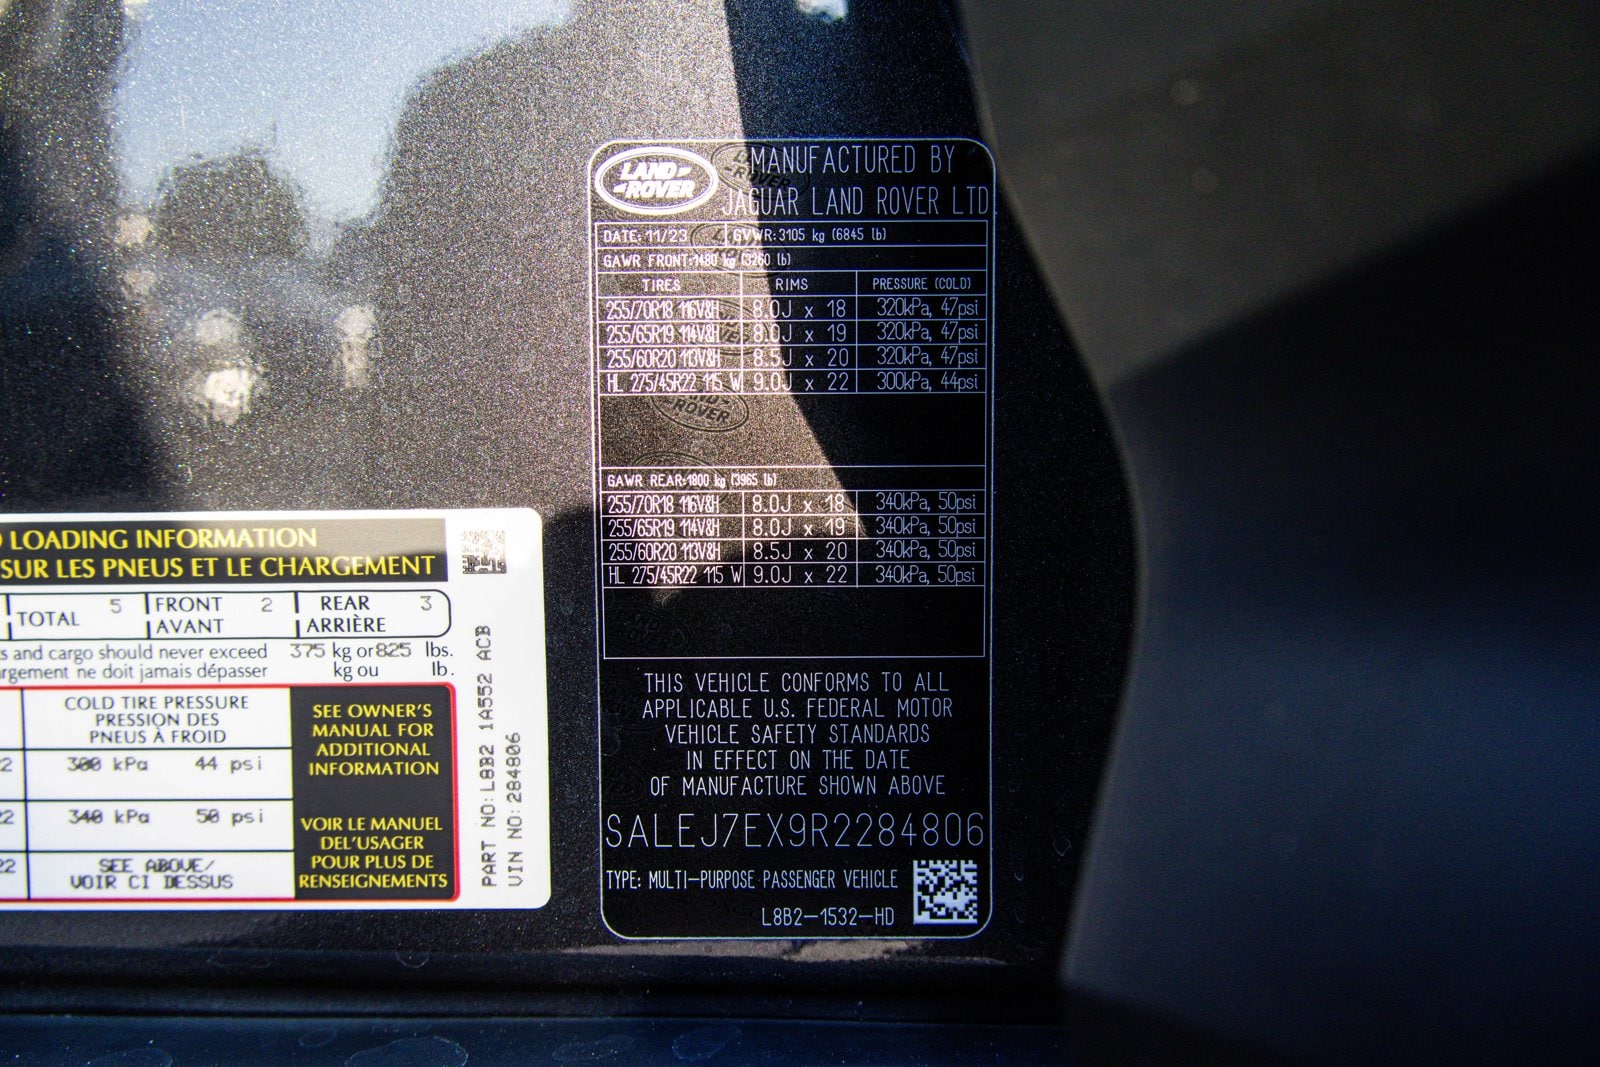 LAND
ROVER
MANUFACTURED BY
JAGUAR LAND ROVER LTD
DATE: 11/23 GVWR:3105 kg (6845 lb)
GAWR FRONT:1480 kg (3260 lb)
TIRES RIMS PRESSURE (COLD)
255/70R18 116V&H 8.0J x 18 320kPa, 47psi
255/65R19 114V&H 8.0J x 19 320kPa, 47psi
255/60R20 113V&H 8.5J x 20 320kPa, 47psi
HL 275/45R22 115 W 9.0J x 22 300kPa, 44psi
GAWR REAR:1800 kg (3965 lb)
255/70R18 116V&H 8.0J x 18 340kPa, 50psi
255/65R19 114V&H 8.0J x 19 340kPa, 50psi
255/60R20 113V&H 8.5J x 20 340kPa, 50psi
HL 275/45R22 115 W 9.0J x 22 340kPa, 50psi
THIS VEHICLE CONFORMS TO ALL
APPLICABLE U.S. FEDERAL MOTOR
VEHICLE SAFETY STANDARDS
IN EFFECT ON THE DATE
OF MANUFACTURE SHOWN ABOVE
SALEJ7EX9R2284806
TYPE: MULTI-PURPOSE PASSENGER VEHICLE
L8B2-1532-HD
LOADING INFORMATION
SUR LES PNEUS ET LE CHARGEMENT
TOTAL 5 FRONT 2 REAR 3
AVANT ARRIÈRE
and cargo should never exceed 375 kg or 825 lbs.
ne doit jamais dépasser kg ou lb.
COLD TIRE PRESSURE
PRESSION DES
PNEUS À FROID
300 kPa 44 psi
340 kPa 50 psi
SEE ABOVE/
VOIR CI DESSUS
SEE OWNER'S
MANUAL FOR
ADDITIONAL
INFORMATION
VOIR LE MANUEL
DEL'USAGER
POUR PLUS DE
RENSEIGNEMENTS
PART NO:L8B2 1A552 ACB
VIN NO:284806